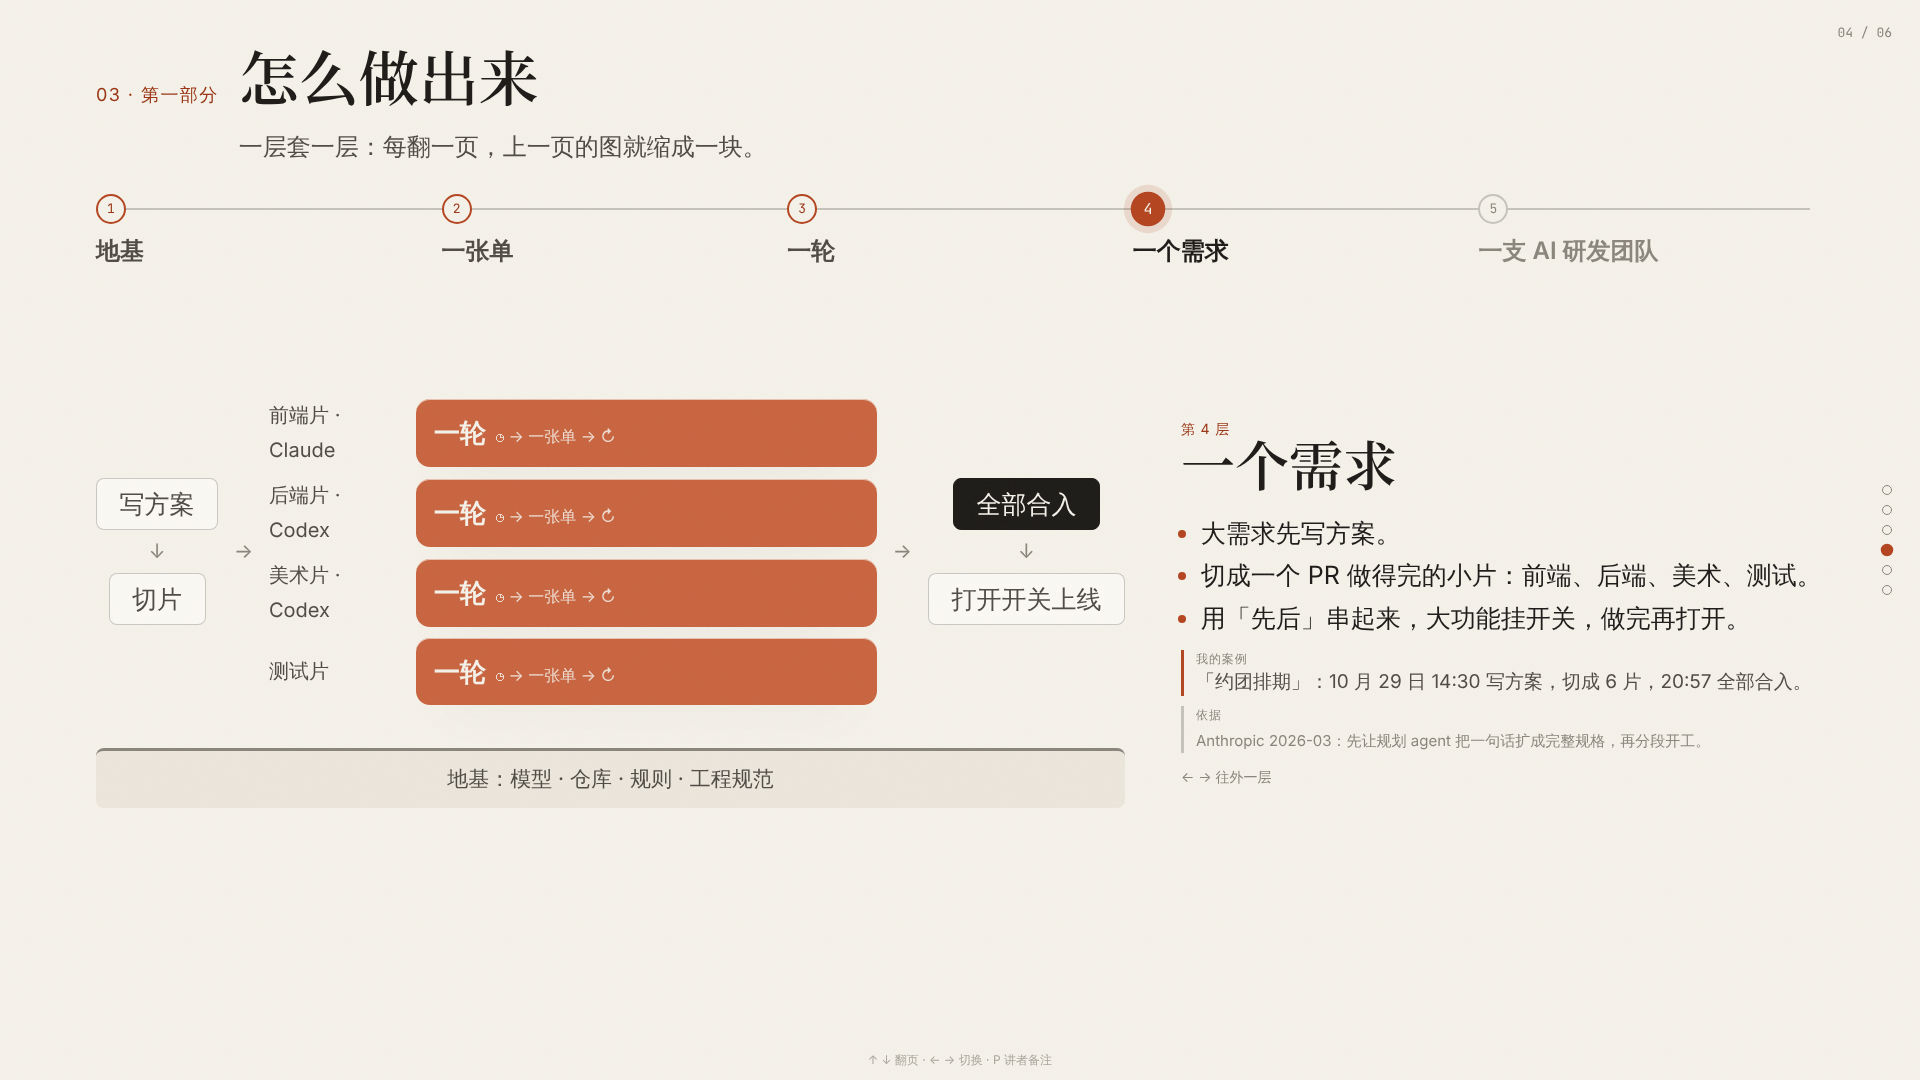 04 / 06
03 · 第一部分
怎么做出来
一层套一层：每翻一页，上一页的图就缩成一块。
1
2
3
4
5
地基
一张单
一轮
一个需求
一支 AI 研发团队
写方案
↓
切片
→
前端片 ·
Claude
一轮 ◷ → 一张单 → ↻
后端片 ·
Codex
一轮 ◷ → 一张单 → ↻
美术片 ·
Codex
一轮 ◷ → 一张单 → ↻
测试片
一轮 ◷ → 一张单 → ↻
→
全部合入
↓
打开开关上线
地基：模型 · 仓库 · 规则 · 工程规范
第 4 层
一个需求
大需求先写方案。
切成一个 PR 做得完的小片：前端、后端、美术、测试。
用「先后」串起来，大功能挂开关，做完再打开。
我的案例
「约团排期」：10 月 29 日 14:30 写方案，切成 6 片，20:57 全部合入。
依据
Anthropic 2026-03：先让规划 agent 把一句话扩成完整规格，再分段开工。
← → 往外一层
↑ ↓ 翻页 · ← → 切换 · P 讲者备注